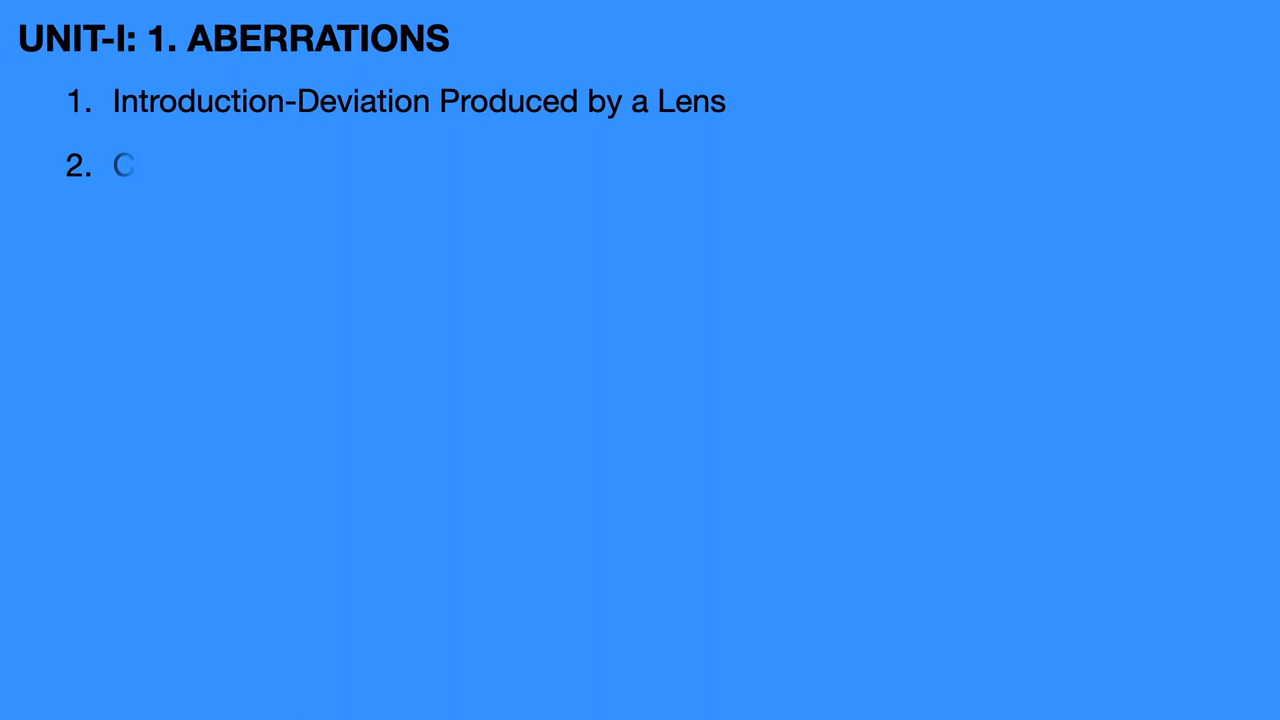 UNIT-I: 1. ABERRATIONS
1. Introduction-Deviation Produced by a Lens
2. C